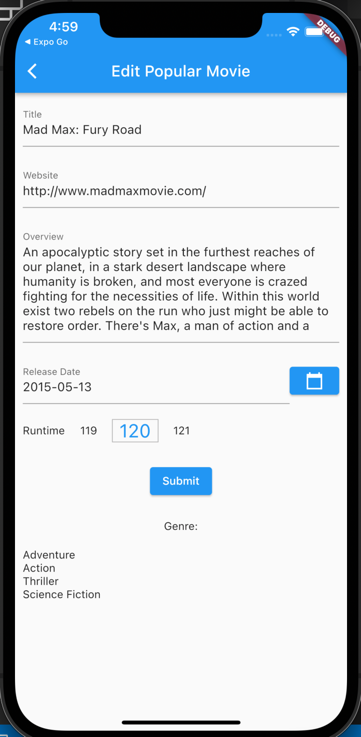 4:59
DEBUG
◀ Expo Go
Edit Popular Movie
Title
Mad Max: Fury Road
Website
http://www.madmaxmovie.com/
Overview
An apocalyptic story set in the furthest reaches of
our planet, in a stark desert landscape where
humanity is broken, and most everyone is crazed
fighting for the necessities of life. Within this world
exist two rebels on the run who just might be able to
restore order. There's Max, a man of action and a
Release Date
2015-05-13
Runtime 119 120 121
Submit
Genre:
Adventure
Action
Thriller
Science Fiction